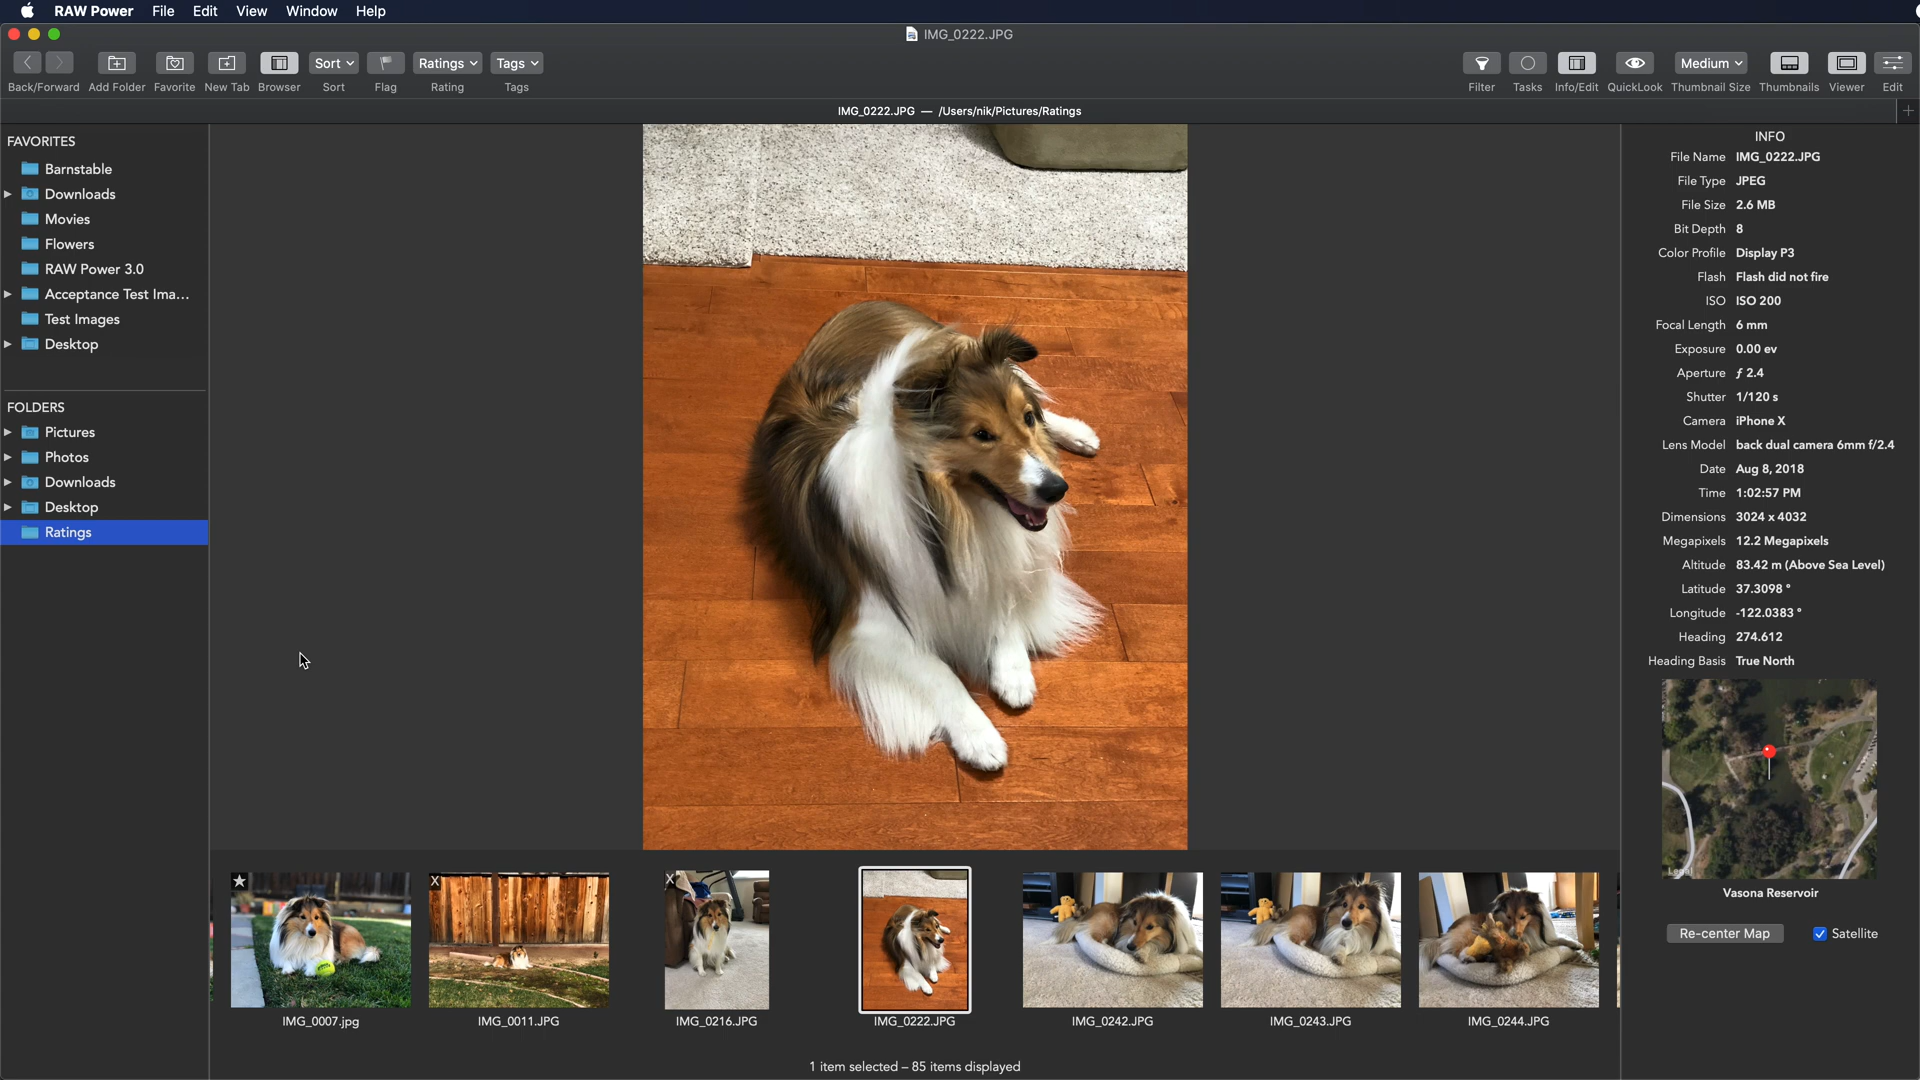 RAW Power File Edit View Window Help
IMG_0222.JPG
Sort Ratings Tags Medium
Back/Forward Add Folder Favorite New Tab Browser Sort Flag Rating Tags Filter Tasks Info/Edit QuickLook Thumbnail Size Thumbnails Viewer Edit
IMG_0222.JPG — /Users/nik/Pictures/Ratings
FAVORITES
Barnstable
Downloads
Movies
Flowers
RAW Power 3.0
Acceptance Test Ima...
Test Images
Desktop
FOLDERS
Pictures
Photos
Downloads
Desktop
Ratings
INFO
File Name IMG_0222.JPG
File Type JPEG
File Size 2.6 MB
Bit Depth 8
Color Profile Display P3
Flash Flash did not fire
ISO ISO 200
Focal Length 6 mm
Exposure 0.00 ev
Aperture ƒ 2.4
Shutter 1/120 s
Camera iPhone X
Lens Model back dual camera 6mm f/2.4
Date Aug 8, 2018
Time 1:02:57 PM
Dimensions 3024 x 4032
Megapixels 12.2 Megapixels
Altitude 83.42 m (Above Sea Level)
Latitude 37.3098 °
Longitude -122.0383 °
Heading 274.612
Heading Basis True North
Legal
Vasona Reservoir
Re-center Map Satellite
X X
IMG_0007.jpg IMG_0011.JPG IMG_0216.JPG IMG_0222.JPG IMG_0242.JPG IMG_0243.JPG IMG_0244.JPG
1 item selected – 85 items displayed